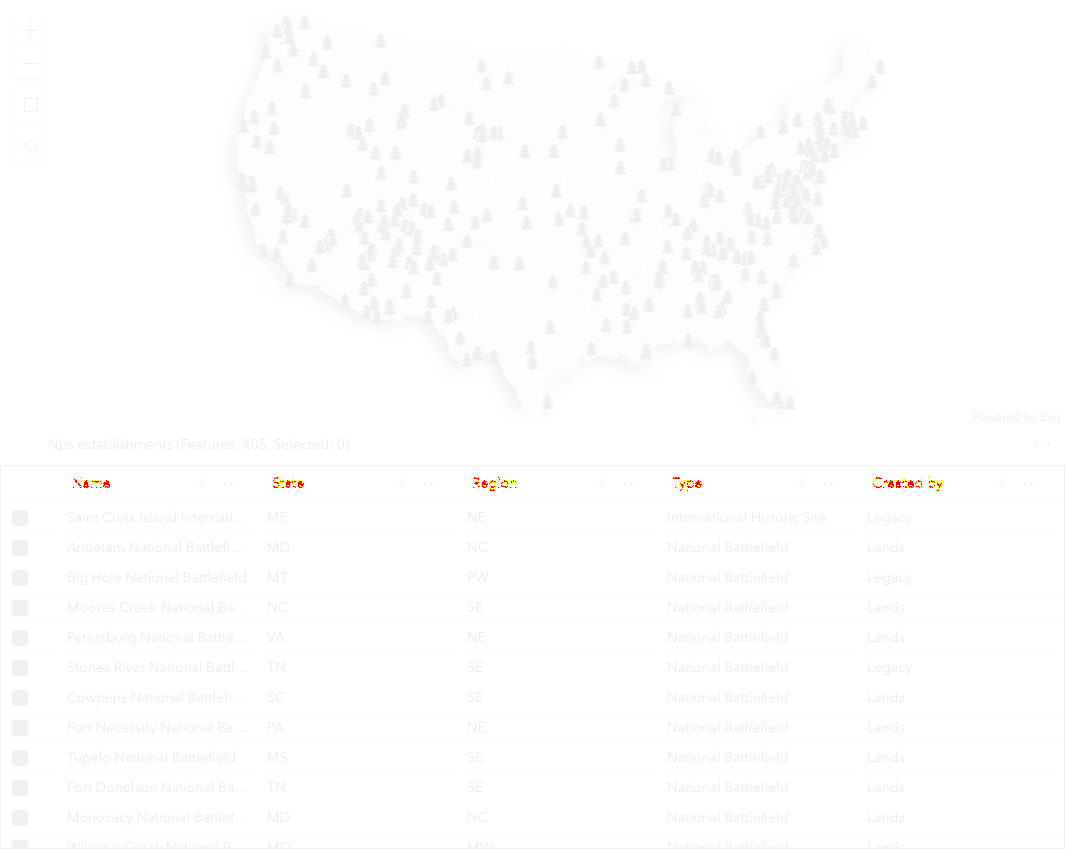 Powered by Esri
Nps establishments (Features: 405, Selected: 0)
Name State Region Type Created by
Saint Croix Island Internati... ME NE International Historic Site Legacy
Antietam National Battlefi... MD NC National Battlefield Lands
Big Hole National Battlefield MT PW National Battlefield Legacy
Moores Creek National Ba... NC SE National Battlefield Lands
Petersburg National Battle... VA NE National Battlefield Lands
Stones River National Battl... TN SE National Battlefield Legacy
Cowpens National Battlefi... SC SE National Battlefield Lands
Fort Necessity National Ba... PA NE National Battlefield Lands
Tupelo National Battlefield MS SE National Battlefield Lands
Fort Donelson National Ba... TN SE National Battlefield Lands
Monocacy National Battlef... MD NC National Battlefield Lands
Wilson's Creek National B... MO MW National Battlefield Lands